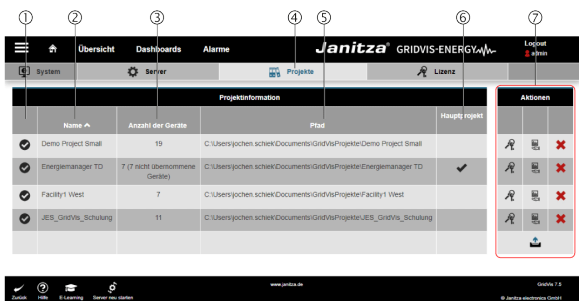 ① ② ③ ④ ⑤ ⑥ ⑦
Übersicht Dashboards Alarme Janitza® GRIDVIS-ENERGY Logout
admin
System Server Projekte Lizenz
Projektinformation Aktionen
Name Anzahl der Geräte Pfad Hauptprojekt
Demo Project Small 19 C:\Users\jochen.schiek\Documents\GridVisProjekte\Demo Project Small
Energiemanager TD 7 (7 nicht übernommene Geräte) C:\Users\jochen.schiek\Documents\GridVisProjekte\Energiemanager TD
Facility1 West 7 C:\Users\jochen.schiek\Documents\GridVisProjekte\Facility1 West
JES_GridVis_Schulung 11 C:\Users\jochen.schiek\Documents\GridVisProjekte\JES_GridVis_Schulung
www.janitza.de GridVis 7.5
Zurück Hilfe E-Learning Server neu starten
© Janitza electronics GmbH